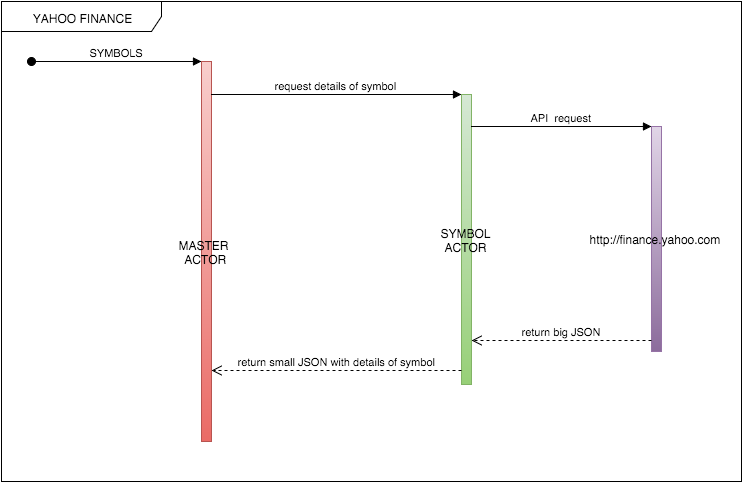 YAHOO FINANCE
SYMBOLS
request details of symbol
API request
MASTER
ACTOR
SYMBOL
ACTOR
http://finance.yahoo.com
return big JSON
return small JSON with details of symbol